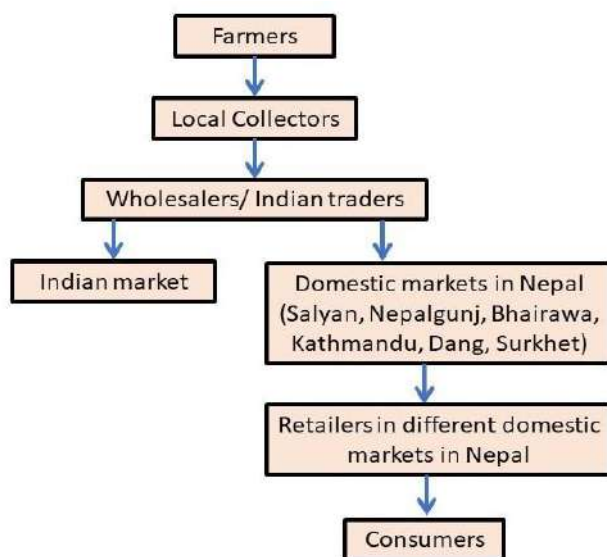 Farmers
Local Collectors
Wholesalers/ Indian traders
Indian market
Domestic markets in Nepal
(Salyan, Nepalgunj, Bhairawa,
Kathmandu, Dang, Surkhet)
Retailers in different domestic
markets in Nepal
Consumers